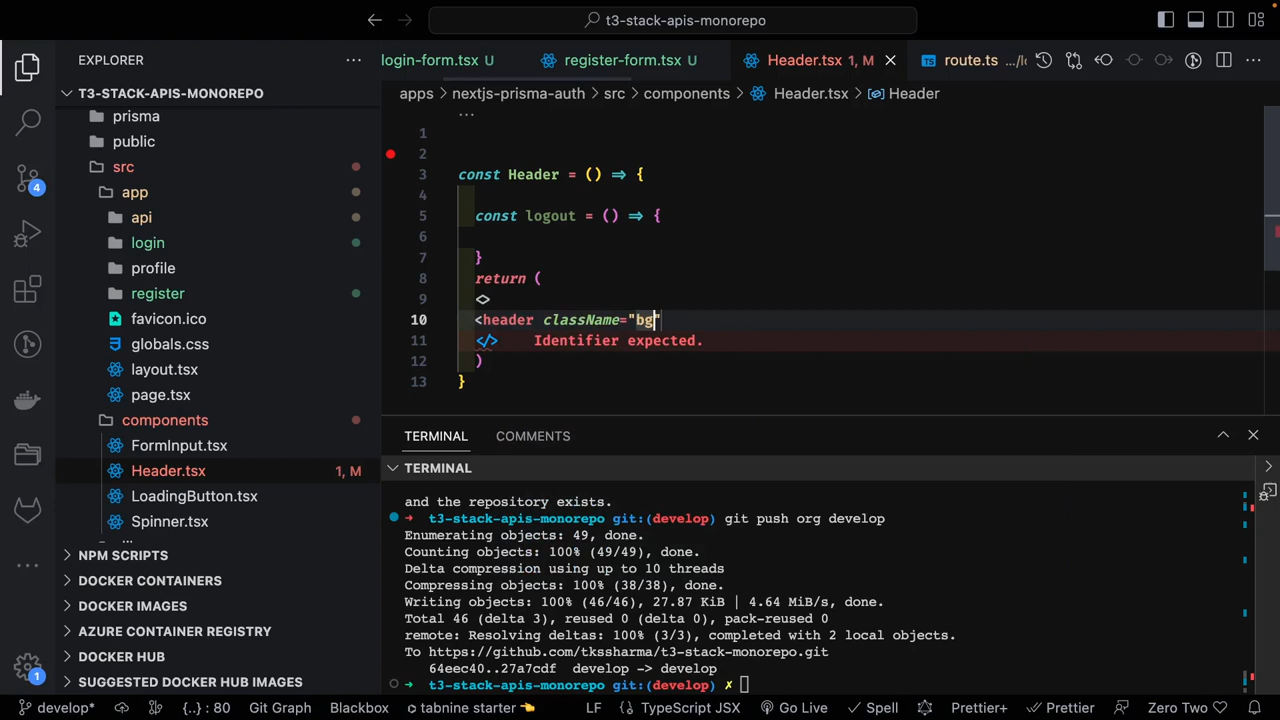 t3-stack-apis-monorepo
EXPLORER
T3-STACK-APIS-MONOREPO
prisma
public
src
app
api
login
profile
register
favicon.ico
globals.css
layout.tsx
page.tsx
components
FormInput.tsx
Header.tsx 1, M
LoadingButton.tsx
Spinner.tsx
NPM SCRIPTS
DOCKER CONTAINERS
DOCKER IMAGES
AZURE CONTAINER REGISTRY
DOCKER HUB
SUGGESTED DOCKER HUB IMAGES
4
1
login-form.tsx U
register-form.tsx U
Header.tsx 1, M
TS route.ts
apps > nextjs-prisma-auth > src > components > Header.tsx > Header
...
1
2
3 const Header = () => {
4
5 const logout = () => {
6
7 }
8 return (
9 <>
10 <header className="bg"
11 </> Identifier expected.
12 )
13 }
TERMINAL COMMENTS
TERMINAL
and the repository exists.
➜ t3-stack-apis-monorepo git:(develop) git push org develop
Enumerating objects: 49, done.
Counting objects: 100% (49/49), done.
Delta compression using up to 10 threads
Compressing objects: 100% (38/38), done.
Writing objects: 100% (46/46), 27.87 KiB | 4.64 MiB/s, done.
Total 46 (delta 3), reused 0 (delta 0), pack-reused 0
remote: Resolving deltas: 100% (3/3), completed with 2 local objects.
To https://github.com/tkssharma/t3-stack-monorepo.git
64eec40..27a7cdf develop -> develop
➜ t3-stack-apis-monorepo git:(develop) ✗
develop* {..} : 80 Git Graph Blackbox tabnine starter 👈 LF {} TypeScript JSX Go Live Spell Prettier+ Prettier Zero Two